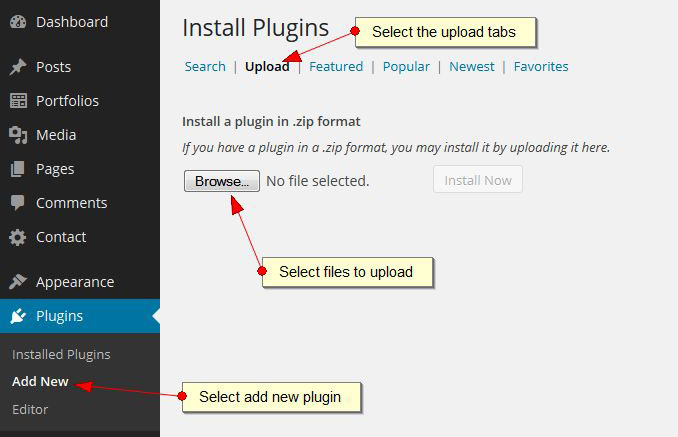 Dashboard
Posts
Portfolios
Media
Pages
Comments
Contact
Appearance
Plugins
Installed Plugins
Add New
Editor
Install Plugins
Select the upload tabs
Search | Upload | Featured | Popular | Newest | Favorites
Install a plugin in .zip format
If you have a plugin in a .zip format, you may install it by uploading it here.
Browse... No file selected. Install Now
Select files to upload
Select add new plugin